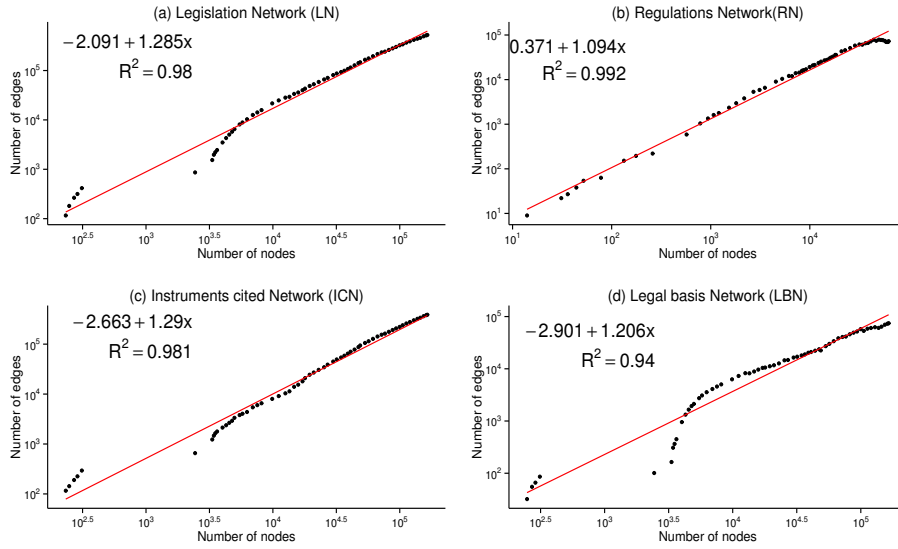 (a) Legislation Network (LN)
−2.091 + 1.285x
R² = 0.98
Number of edges
10⁵
10⁴
10³
10²
10^2.5
10³
10^3.5
10⁴
10^4.5
10⁵
Number of nodes
(b) Regulations Network(RN)
0.371 + 1.094x
R² = 0.992
Number of edges
10⁵
10⁴
10³
10²
10¹
10¹
10²
10³
10⁴
Number of nodes
(c) Instruments cited Network (ICN)
−2.663 + 1.29x
R² = 0.981
Number of edges
10⁵
10⁴
10³
10²
10^2.5
10³
10^3.5
10⁴
10^4.5
10⁵
Number of nodes
(d) Legal basis Network (LBN)
−2.901 + 1.206x
R² = 0.94
Number of edges
10⁵
10⁴
10³
10²
10^2.5
10³
10^3.5
10⁴
10^4.5
10⁵
Number of nodes